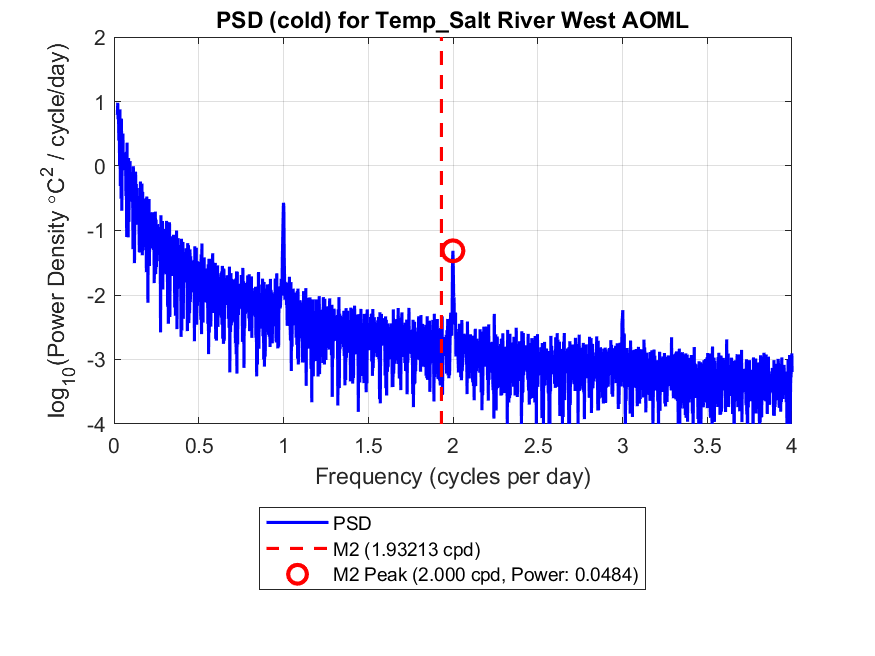 PSD (cold) for Temp_Salt River West AOML
log10(Power Density °C2 / cycle/day)
2
1
0
-1
-2
-3
-4
0 0.5 1 1.5 2 2.5 3 3.5 4
Frequency (cycles per day)
PSD
M2 (1.93213 cpd)
M2 Peak (2.000 cpd, Power: 0.0484)